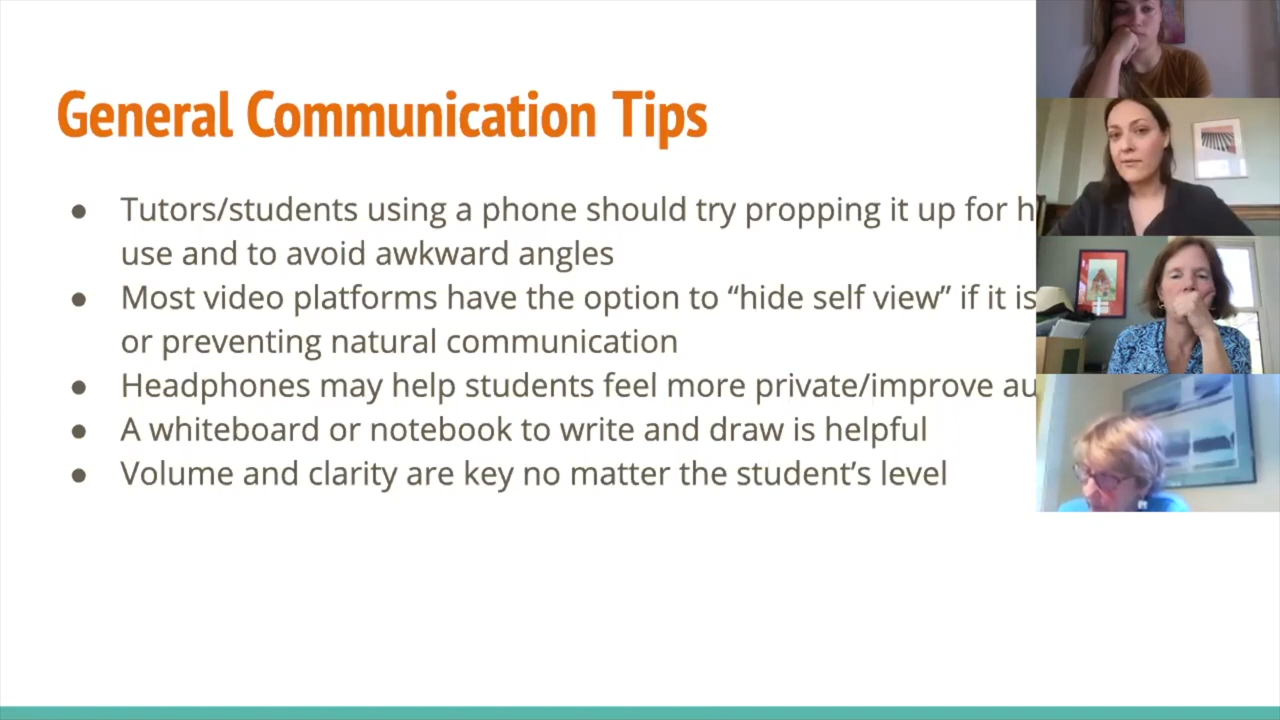 General Communication Tips
● Tutors/students using a phone should try propping it up for
use and to avoid awkward angles
● Most video platforms have the option to “hide self view” if it is
or preventing natural communication
● Headphones may help students feel more private/improve
● A whiteboard or notebook to write and draw is helpful
● Volume and clarity are key no matter the student’s level